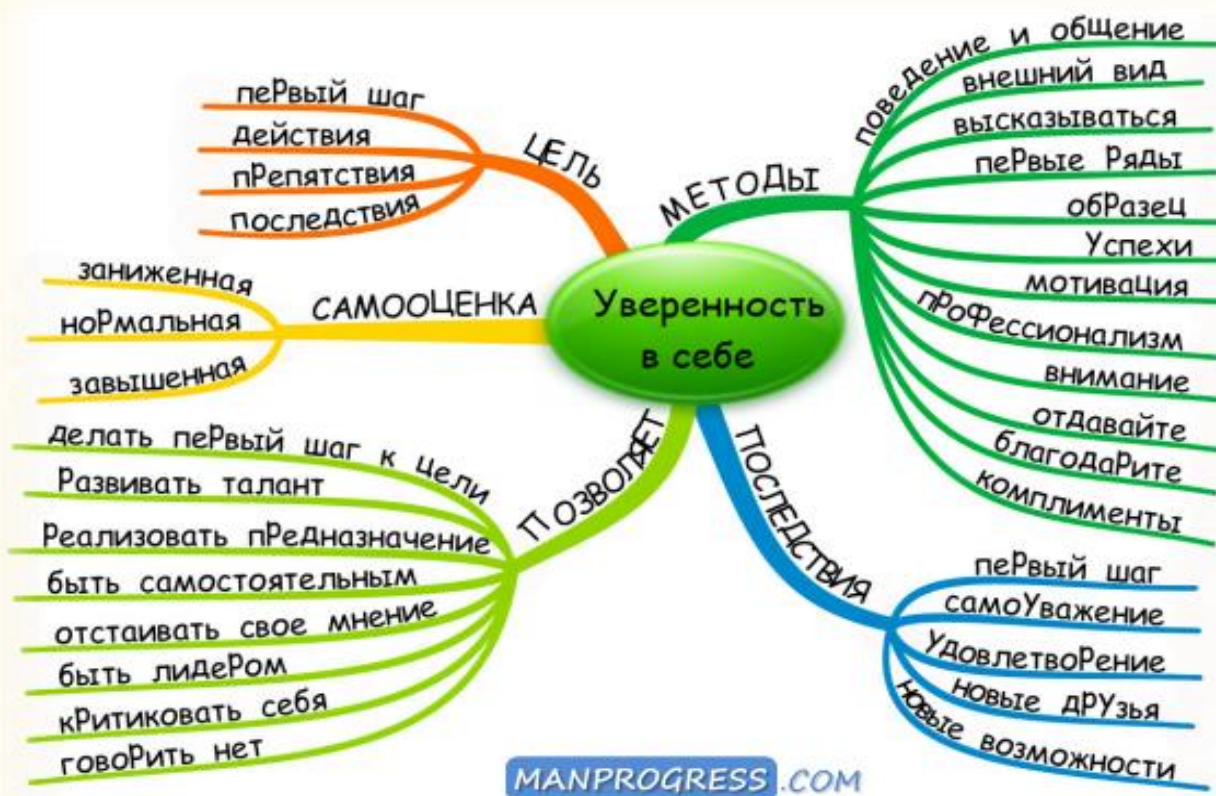 Уверенность
в себе
ЦЕЛЬ
первый шаг
действия
препятствия
последствия
САМООЦЕНКА
заниженная
нормальная
завышенная
ПОЗВОЛЯЕТ
делать первый шаг к цели
Развивать талант
Реализовать предназначение
быть самостоятельным
отстаивать свое мнение
быть лидером
критиковать себя
говорить нет
МЕТОДЫ
поведение и общение
внешний вид
высказываться
первые ряды
образец
Успехи
мотивация
профессионализм
внимание
отдавайте
благодарите
комплименты
ПОСЛЕДСТВИЯ
первый шаг
самоуважение
Удовлетворение
новые друзья
новые возможности
MANPROGRESS.COM